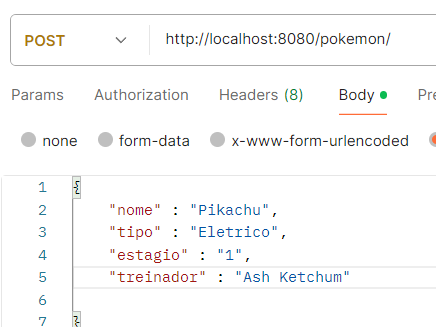 POST http://localhost:8080/pokemon/
Params Authorization Headers (8) Body Pre
none form-data x-www-form-urlencoded
1 {
2 "nome" : "Pikachu",
3 "tipo" : "Eletrico",
4 "estagio" : "1",
5 "treinador" : "Ash Ketchum"
6
7 }